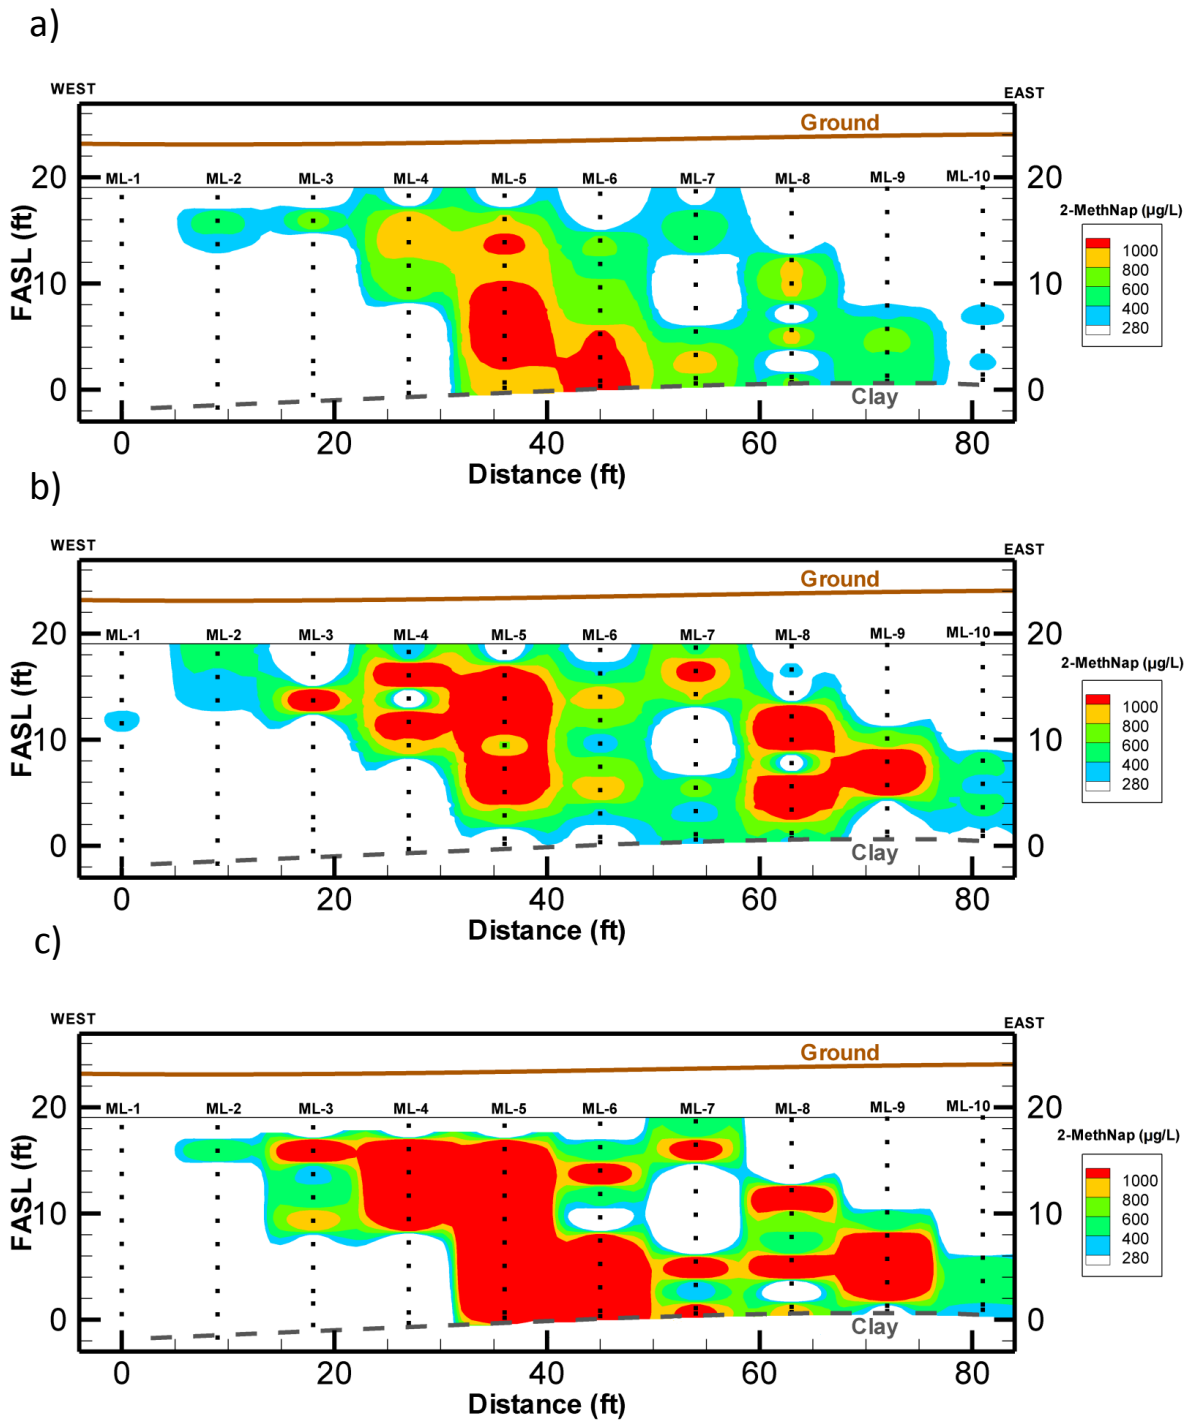 a)
WEST
EAST
Ground
ML-1 ML-2 ML-3 ML-4 ML-5 ML-6 ML-7 ML-8 ML-9 ML-10
20 20
10 10
0 0
FASL (ft)
Clay
0 20 40 60 80
Distance (ft)
2-MethNap (µg/L)
1000
800
600
400
280
b)
WEST
EAST
Ground
ML-1 ML-2 ML-3 ML-4 ML-5 ML-6 ML-7 ML-8 ML-9 ML-10
20 20
10 10
0 0
FASL (ft)
Clay
0 20 40 60 80
Distance (ft)
2-MethNap (µg/L)
1000
800
600
400
280
c)
WEST
EAST
Ground
ML-1 ML-2 ML-3 ML-4 ML-5 ML-6 ML-7 ML-8 ML-9 ML-10
20 20
10 10
0 0
FASL (ft)
Clay
0 20 40 60 80
Distance (ft)
2-MethNap (µg/L)
1000
800
600
400
280